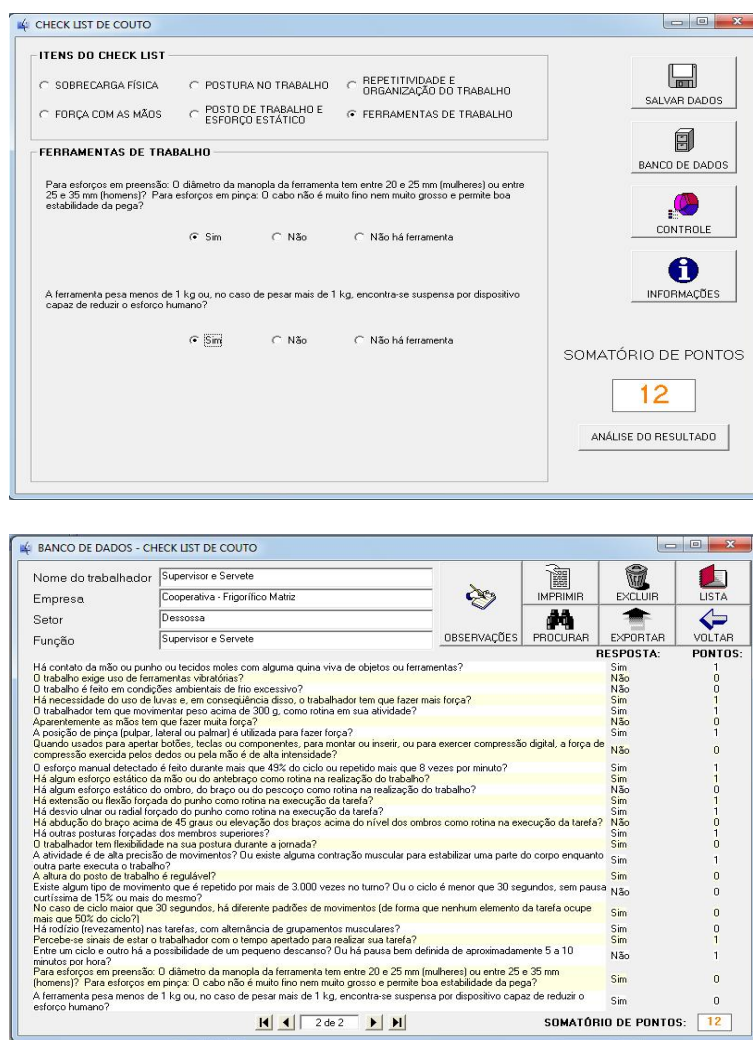 CHECK LIST DE COUTO
ITENS DO CHECK LIST
SOBRECARGA FÍSICA
POSTURA NO TRABALHO
REPETITIVIDADE E
ORGANIZAÇÃO DO TRABALHO
FORÇA COM AS MÃOS
POSTO DE TRABALHO E
ESFORÇO ESTÁTICO
FERRAMENTAS DE TRABALHO
SALVAR DADOS
BANCO DE DADOS
CONTROLE
INFORMAÇÕES
FERRAMENTAS DE TRABALHO
Para esforços em preensão: O diâmetro da manopla da ferramenta tem entre 20 e 25 mm (mulheres) ou entre
25 e 35 mm (homens)? Para esforços em pinça: O cabo não é muito fino nem muito grosso e permite boa
estabilidade da pega?
Sim Não Não há ferramenta
A ferramenta pesa menos de 1 kg ou, no caso de pesar mais de 1 kg, encontra-se suspensa por dispositivo
capaz de reduzir o esforço humano?
Sim Não Não há ferramenta
SOMATÓRIO DE PONTOS
12
ANÁLISE DO RESULTADO
BANCO DE DADOS - CHECK LIST DE COUTO
Nome do trabalhador Supervisor e Servete
Empresa Cooperativa - Frigorífico Matriz
Setor Dessossa
Função Supervisor e Servete
OBSERVAÇÕES
IMPRIMIR EXCLUIR LISTA
PROCURAR EXPORTAR VOLTAR
RESPOSTA: PONTOS:
Há contato da mão ou punho ou tecidos moles com alguma quina viva de objetos ou ferramentas? Sim 1
O trabalho exige uso de ferramentas vibratórias? Não 0
O trabalho é feito em condições ambientais de frio excessivo? Não 0
Há necessidade do uso de luvas e, em conseqüência disso, o trabalhador tem que fazer mais força? Sim 1
O trabalhador tem que movimentar peso acima de 300 g, como rotina em sua atividade? Sim 1
Aparentemente as mãos tem que fazer muita força? Não 0
A posição de pinça (pulpar, lateral ou palmar) é utilizada para fazer força? Sim 1
Quando usados para apertar botões, teclas ou componentes, para montar ou inserir, ou para exercer compressão digital, a força de
compressão exercida pelos dedos ou pela mão é de alta intensidade? Não 0
O esforço manual detectado é feito durante mais que 49% do ciclo ou repetido mais que 8 vezes por minuto? Sim 1
Há algum esforço estático da mão ou do antebraço como rotina na realização do trabalho? Sim 1
Há algum esforço estático do ombro, do braço ou do pescoço como rotina na realização do trabalho? Não 0
Há extensão ou flexão forçada do punho como rotina na execução da tarefa? Sim 1
Há desvio ulnar ou radial forçado do punho como rotina na execução da tarefa? Sim 1
Há abdução do braço acima de 45 graus ou elevação dos braços acima do nível dos ombros como rotina na execução da tarefa? Não 0
Há outras posturas forçadas dos membros superiores? Sim 1
O trabalhador tem flexibilidade na sua postura durante a jornada? Sim 0
A atividade é de alta precisão de movimentos? Ou existe alguma contração muscular para estabilizar uma parte do corpo enquanto
outra parte executa o trabalho? Sim 1
A altura do posto de trabalho é regulável? Sim 0
Existe algum tipo de movimento que é repetido por mais de 3.000 vezes no turno? Ou o ciclo é menor que 30 segundos, sem pausa
curtíssima de 15% ou mais do mesmo? Não 0
No caso de ciclo maior que 30 segundos, há diferente padrões de movimentos (de forma que nenhum elemento da tarefa ocupe
mais que 50% do ciclo?) Sim 0
Há rodízio (revezamento) nas tarefas, com alternância de grupamentos musculares? Sim 0
Percebe-se sinais de estar o trabalhador com o tempo apertado para realizar sua tarefa? Sim 1
Entre um ciclo e outro há a possibilidade de um pequeno descanso? Ou há pausa bem definida de aproximadamente 5 a 10
minutos por hora? Não 1
Para esforços em preensão: O diâmetro da manopla da ferramenta tem entre 20 e 25 mm (mulheres) ou entre 25 e 35 mm
(homens)? Para esforços em pinça: O cabo não é muito fino nem muito grosso e permite boa estabilidade da pega? Sim 0
A ferramenta pesa menos de 1 kg ou, no caso de pesar mais de 1 kg, encontra-se suspensa por dispositivo capaz de reduzir o
esforço humano? Sim 0
2 de 2
SOMATÓRIO DE PONTOS: 12